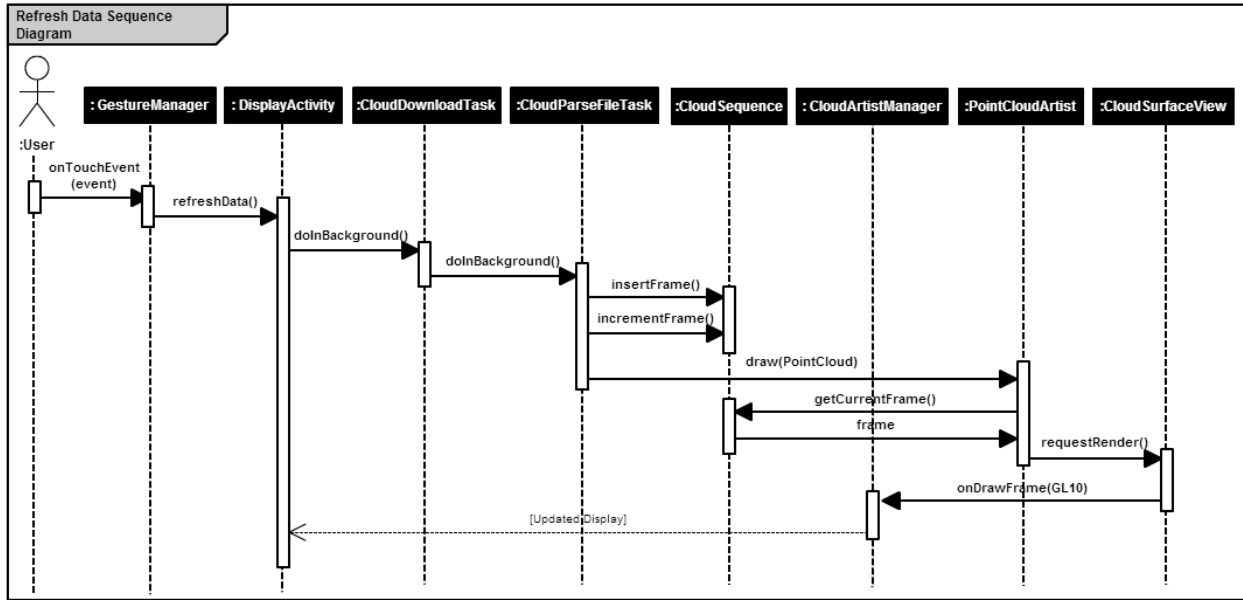 Refresh Data Sequence
Diagram
: GestureManager
: DisplayActivity
:CloudDownloadTask
:CloudParseFileTask
:CloudSequence
: CloudArtistManager
:PointCloudArtist
:CloudSurfaceView
:User
onTouchEvent
(event)
refreshData()
doInBackground()
doInBackground()
insertFrame()
incrementFrame()
draw(PointCloud)
getCurrentFrame()
frame
requestRender()
onDrawFrame(GL10)
[Updated Display]